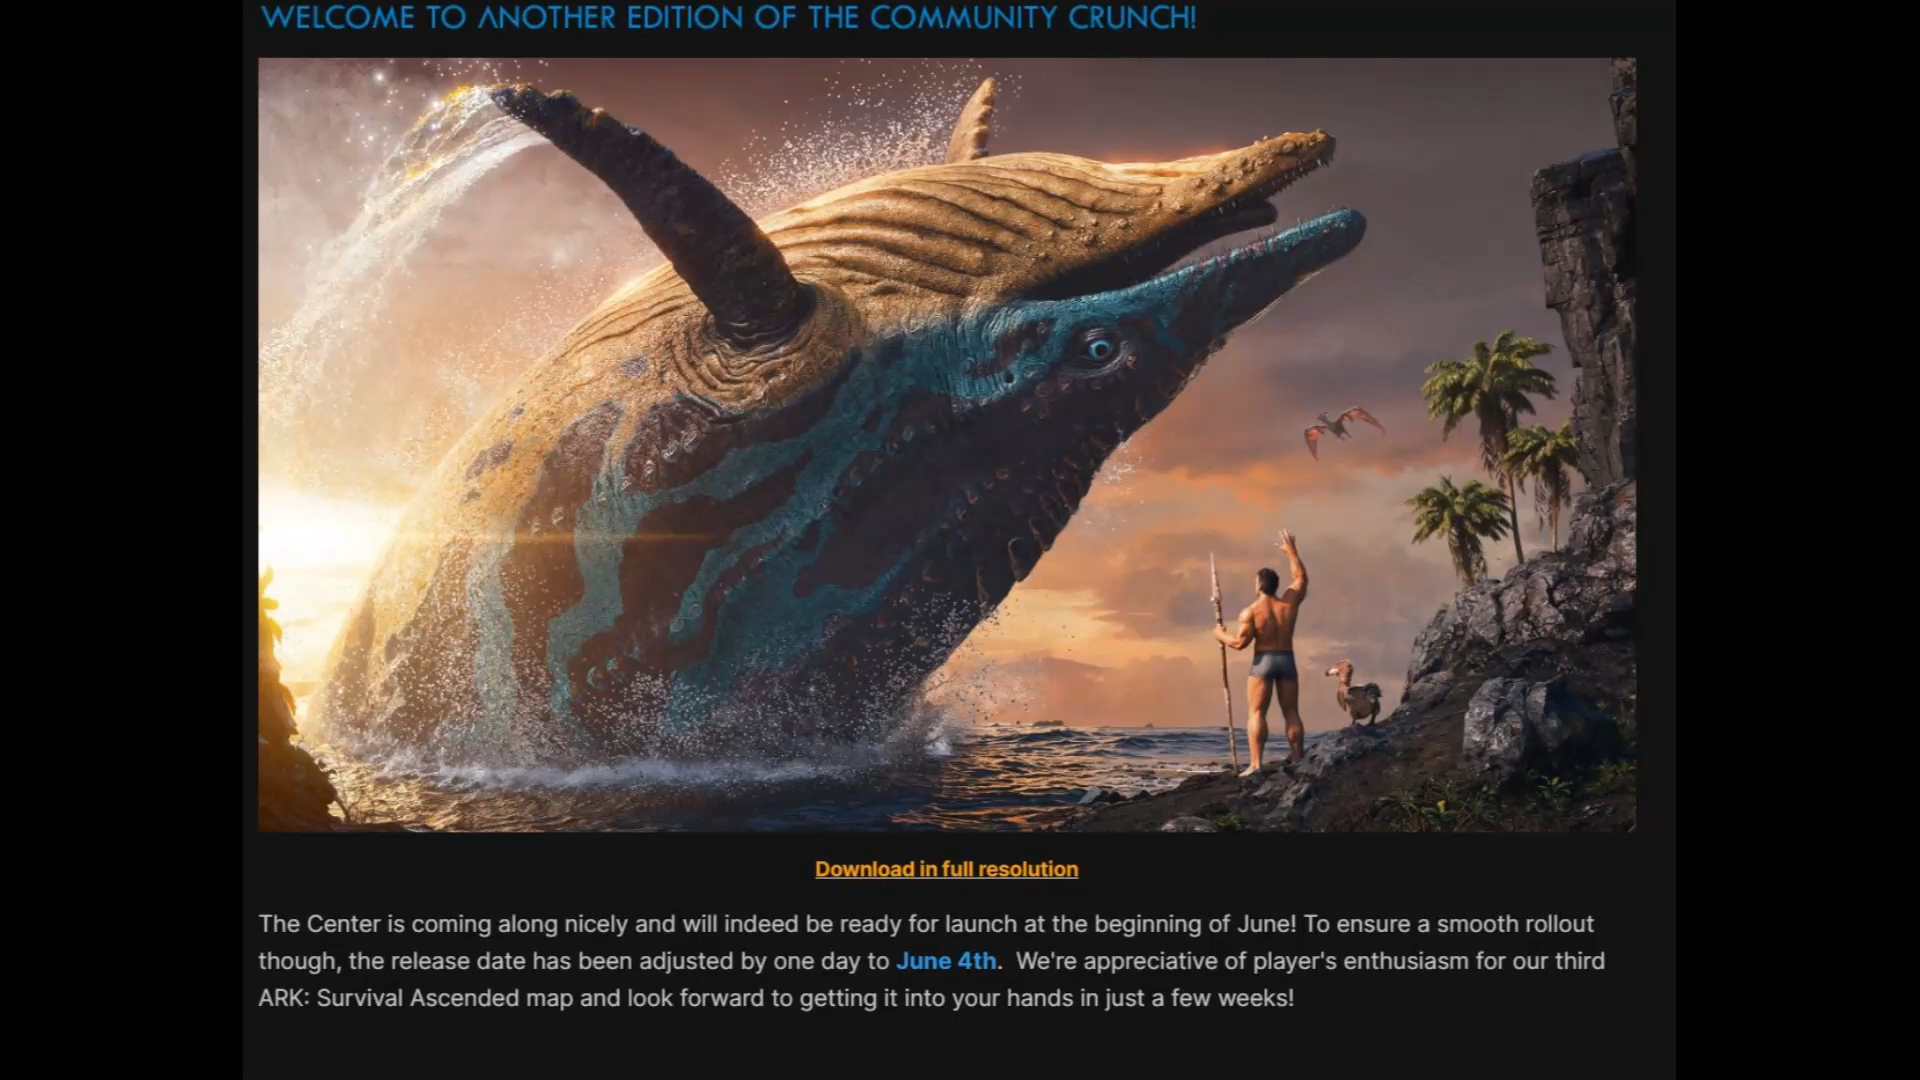 WELCOME TO ANOTHER EDITION OF THE COMMUNITY CRUNCH!
Download in full resolution
The Center is coming along nicely and will indeed be ready for launch at the beginning of June! To ensure a smooth rollout
though, the release date has been adjusted by one day to June 4th.  We're appreciative of player's enthusiasm for our third
ARK: Survival Ascended map and look forward to getting it into your hands in just a few weeks!